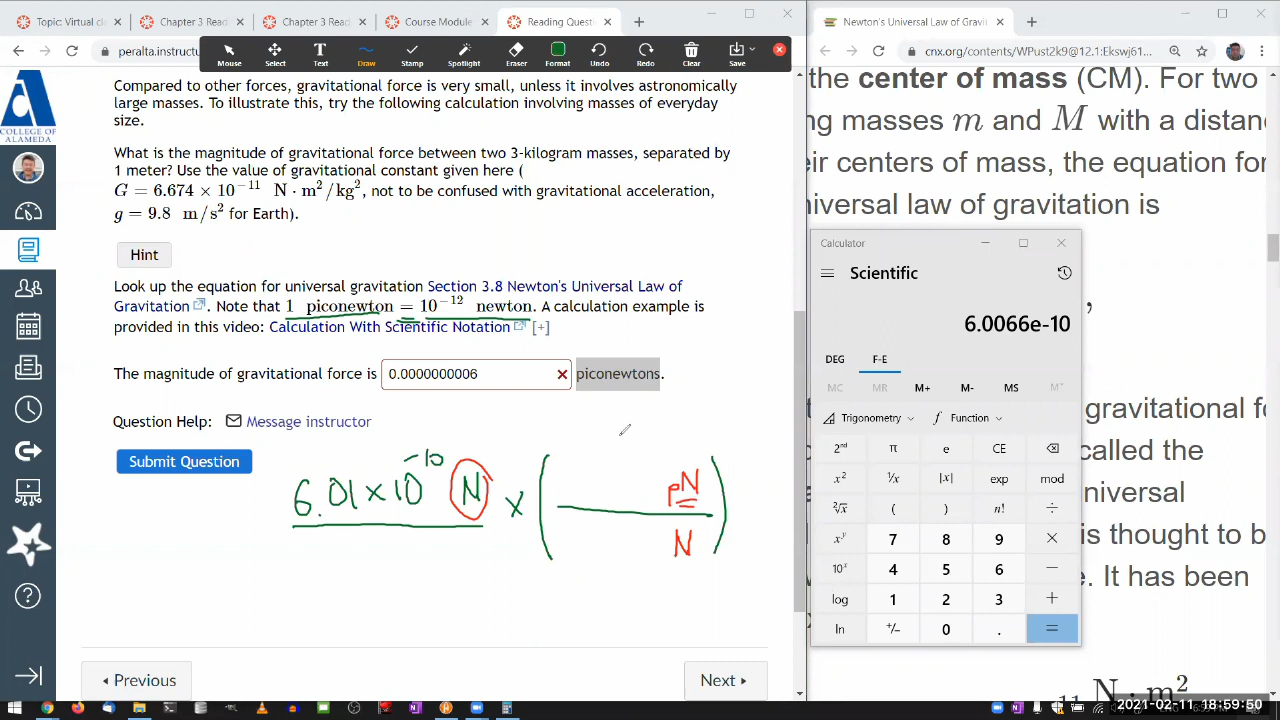 Topic: Virtual cla
Chapter 3 Read
Chapter 3 Read
Course Module
Reading Questi
Newton's Universal Law of Gravi
peralta.instructu
cnx.org/contents/WPust2k9@12.1:Ekswj61...
Mouse
Select
Text
Draw
Stamp
Spotlight
Eraser
Format
Undo
Redo
Clear
Save
COLLEGE OF
ALAMEDA
Compared to other forces, gravitational force is very small, unless it involves astronomically
large masses. To illustrate this, try the following calculation involving masses of everyday
size.
What is the magnitude of gravitational force between two 3-kilogram masses, separated by
1 meter? Use the value of gravitational constant given here (
G = 6.674 × 10⁻¹¹ N · m²/kg², not to be confused with gravitational acceleration,
g = 9.8 m/s² for Earth).
Hint
Look up the equation for universal gravitation Section 3.8 Newton's Universal Law of
Gravitation. Note that 1 piconewton = 10⁻¹² newton. A calculation example is
provided in this video: Calculation With Scientific Notation [+]
The magnitude of gravitational force is 0.0000000006 piconewtons.
Question Help: Message instructor
Submit Question
6.01 × 10⁻¹⁰ N × ( pN
N )
Previous
Next
the center of mass (CM). For two
ng masses m and M with a distanc
eir centers of mass, the equation for
niversal law of gravitation is
,
gravitational fo
called the
niversal
is thought to b
e. It has been
11 N · m²
Calculator
Scientific
6.0066e-10
DEG
F-E
MC
MR
M+
M-
MS
M
Trigonometry
f Function
2ⁿᵈ
π
e
CE
x²
¹/x
|x|
exp
mod
²√x
(
)
n!
÷
xʸ
7
8
9
×
10ˣ
4
5
6
−
log
1
2
3
+
ln
+/−
0
.
=
2021-02-11 18:59:50